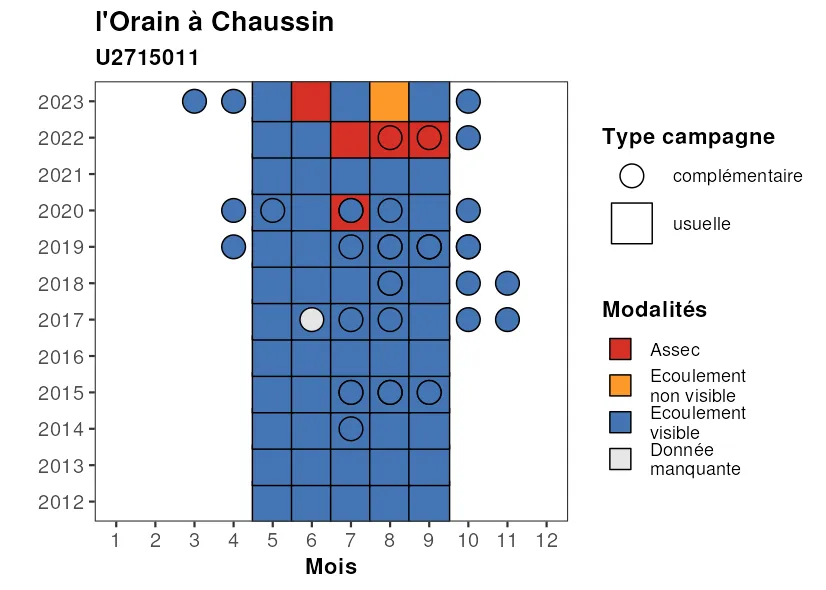 l'Orain à Chaussin
U2715011
2023
2022
2021
2020
2019
2018
2017
2016
2015
2014
2013
2012
1 2 3 4 5 6 7 8 9 10 11 12
Mois
Type campagne
complémentaire
usuelle
Modalités
Assec
Ecoulement
non visible
Ecoulement
visible
Donnée
manquante